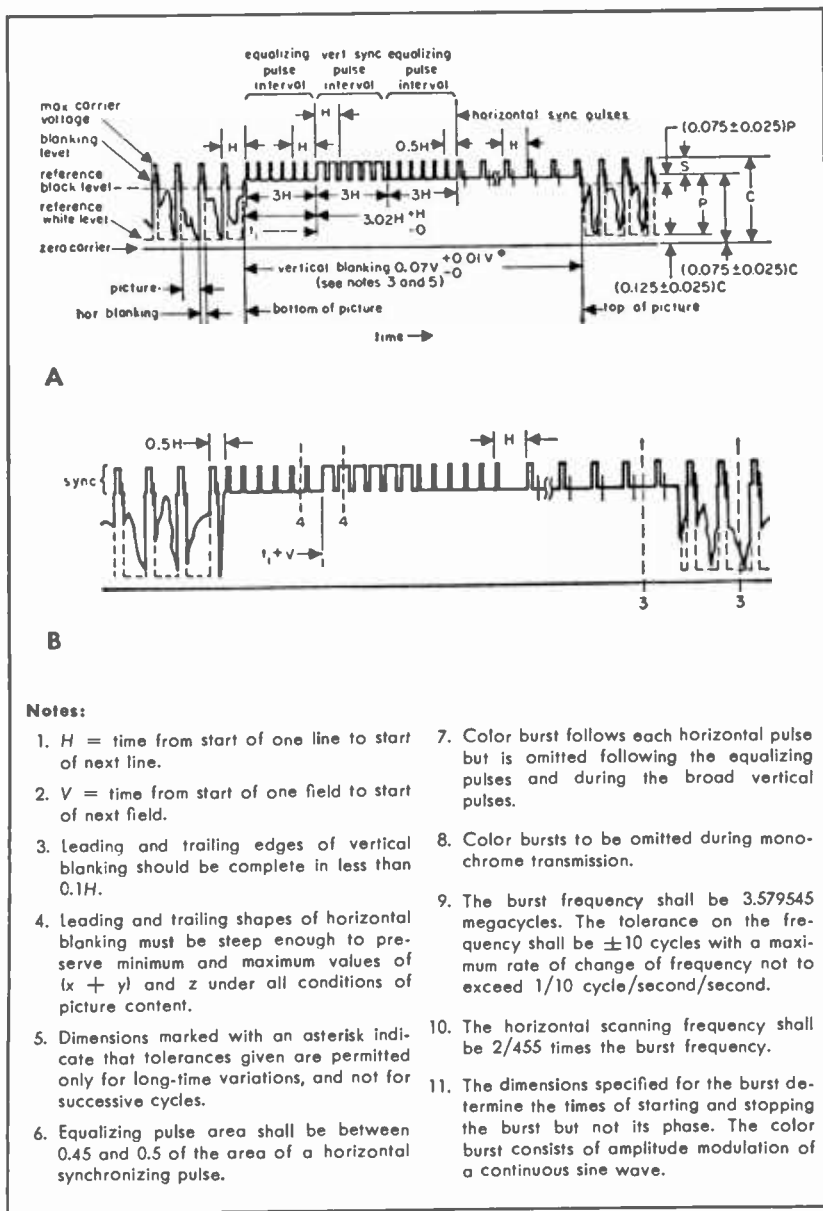 equalizing vert sync equalizing
pulse pulse pulse
interval interval interval
max carrier
voltage
blanking
level
reference
black level
reference
white level
zero carrier
picture
hor blanking
H
H
H
0.5H
horizontal sync pulses
H
(0.075±0.025)P
S
P
C
3H
3H
3H
3.02H +H -0
t₁
vertical blanking 0.07V +0.01V* -0
(see notes 3 and 5)
(0.075±0.025)C
(0.125±0.025)C
bottom of picture
top of picture
time
A
0.5H
sync
H
4 4
t₁+V
3 3
B
Notes:
1. H = time from start of one line to start
of next line.
2. V = time from start of one field to start
of next field.
3. Leading and trailing edges of vertical
blanking should be complete in less than
0.1H.
4. Leading and trailing shapes of horizontal
blanking must be steep enough to pre-
serve minimum and maximum values of
(x + y) and z under all conditions of
picture content.
5. Dimensions marked with an asterisk indi-
cate that tolerances given are permitted
only for long-time variations, and not for
successive cycles.
6. Equalizing pulse area shall be between
0.45 and 0.5 of the area of a horizontal
synchronizing pulse.
7. Color burst follows each horizontal pulse
but is omitted following the equalizing
pulses and during the broad vertical
pulses.
8. Color bursts to be omitted during mono-
chrome transmission.
9. The burst frequency shall be 3.579545
megacycles. The tolerance on the fre-
quency shall be ±10 cycles with a maxi-
mum rate of change of frequency not to
exceed 1/10 cycle/second/second.
10. The horizontal scanning frequency shall
be 2/455 times the burst frequency.
11. The dimensions specified for the burst de-
termine the times of starting and stopping
the burst but not its phase. The color
burst consists of amplitude modulation of
a continuous sine wave.